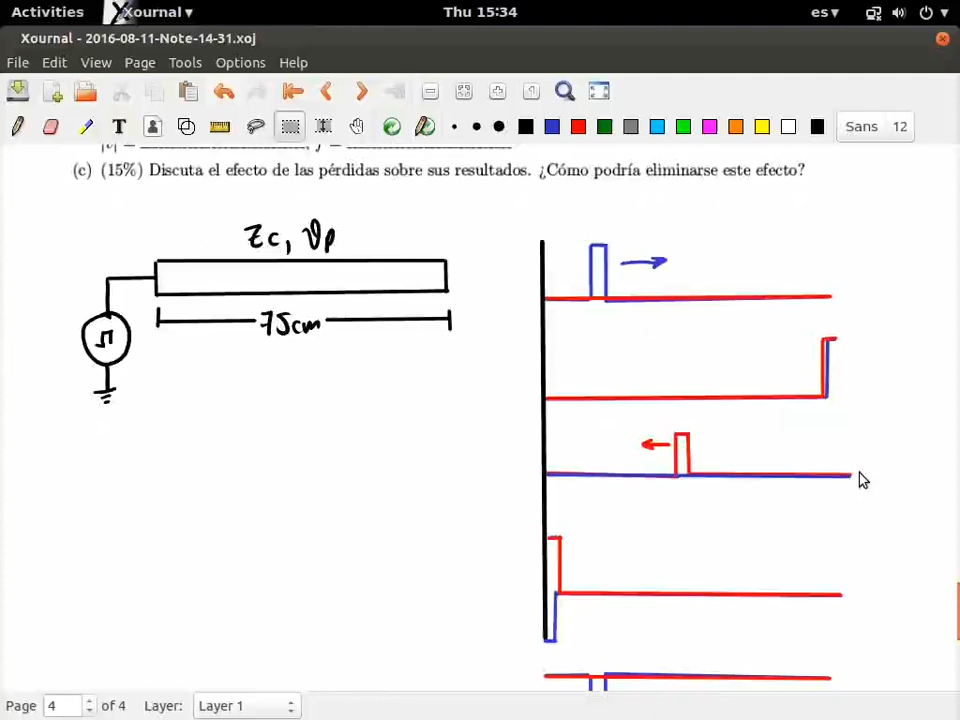 Activities Xournal ▾ Thu 15:34 es ▾
Xournal - 2016-08-11-Note-14-31.xoj
File Edit View Page Tools Options Help
T Sans 12
(c) (15%) Discuta el efecto de las pérdidas sobre sus resultados. ¿Cómo podría eliminarse este efecto?
Zc, ϑp
75cm
Page 4 of 4 Layer: Layer 1